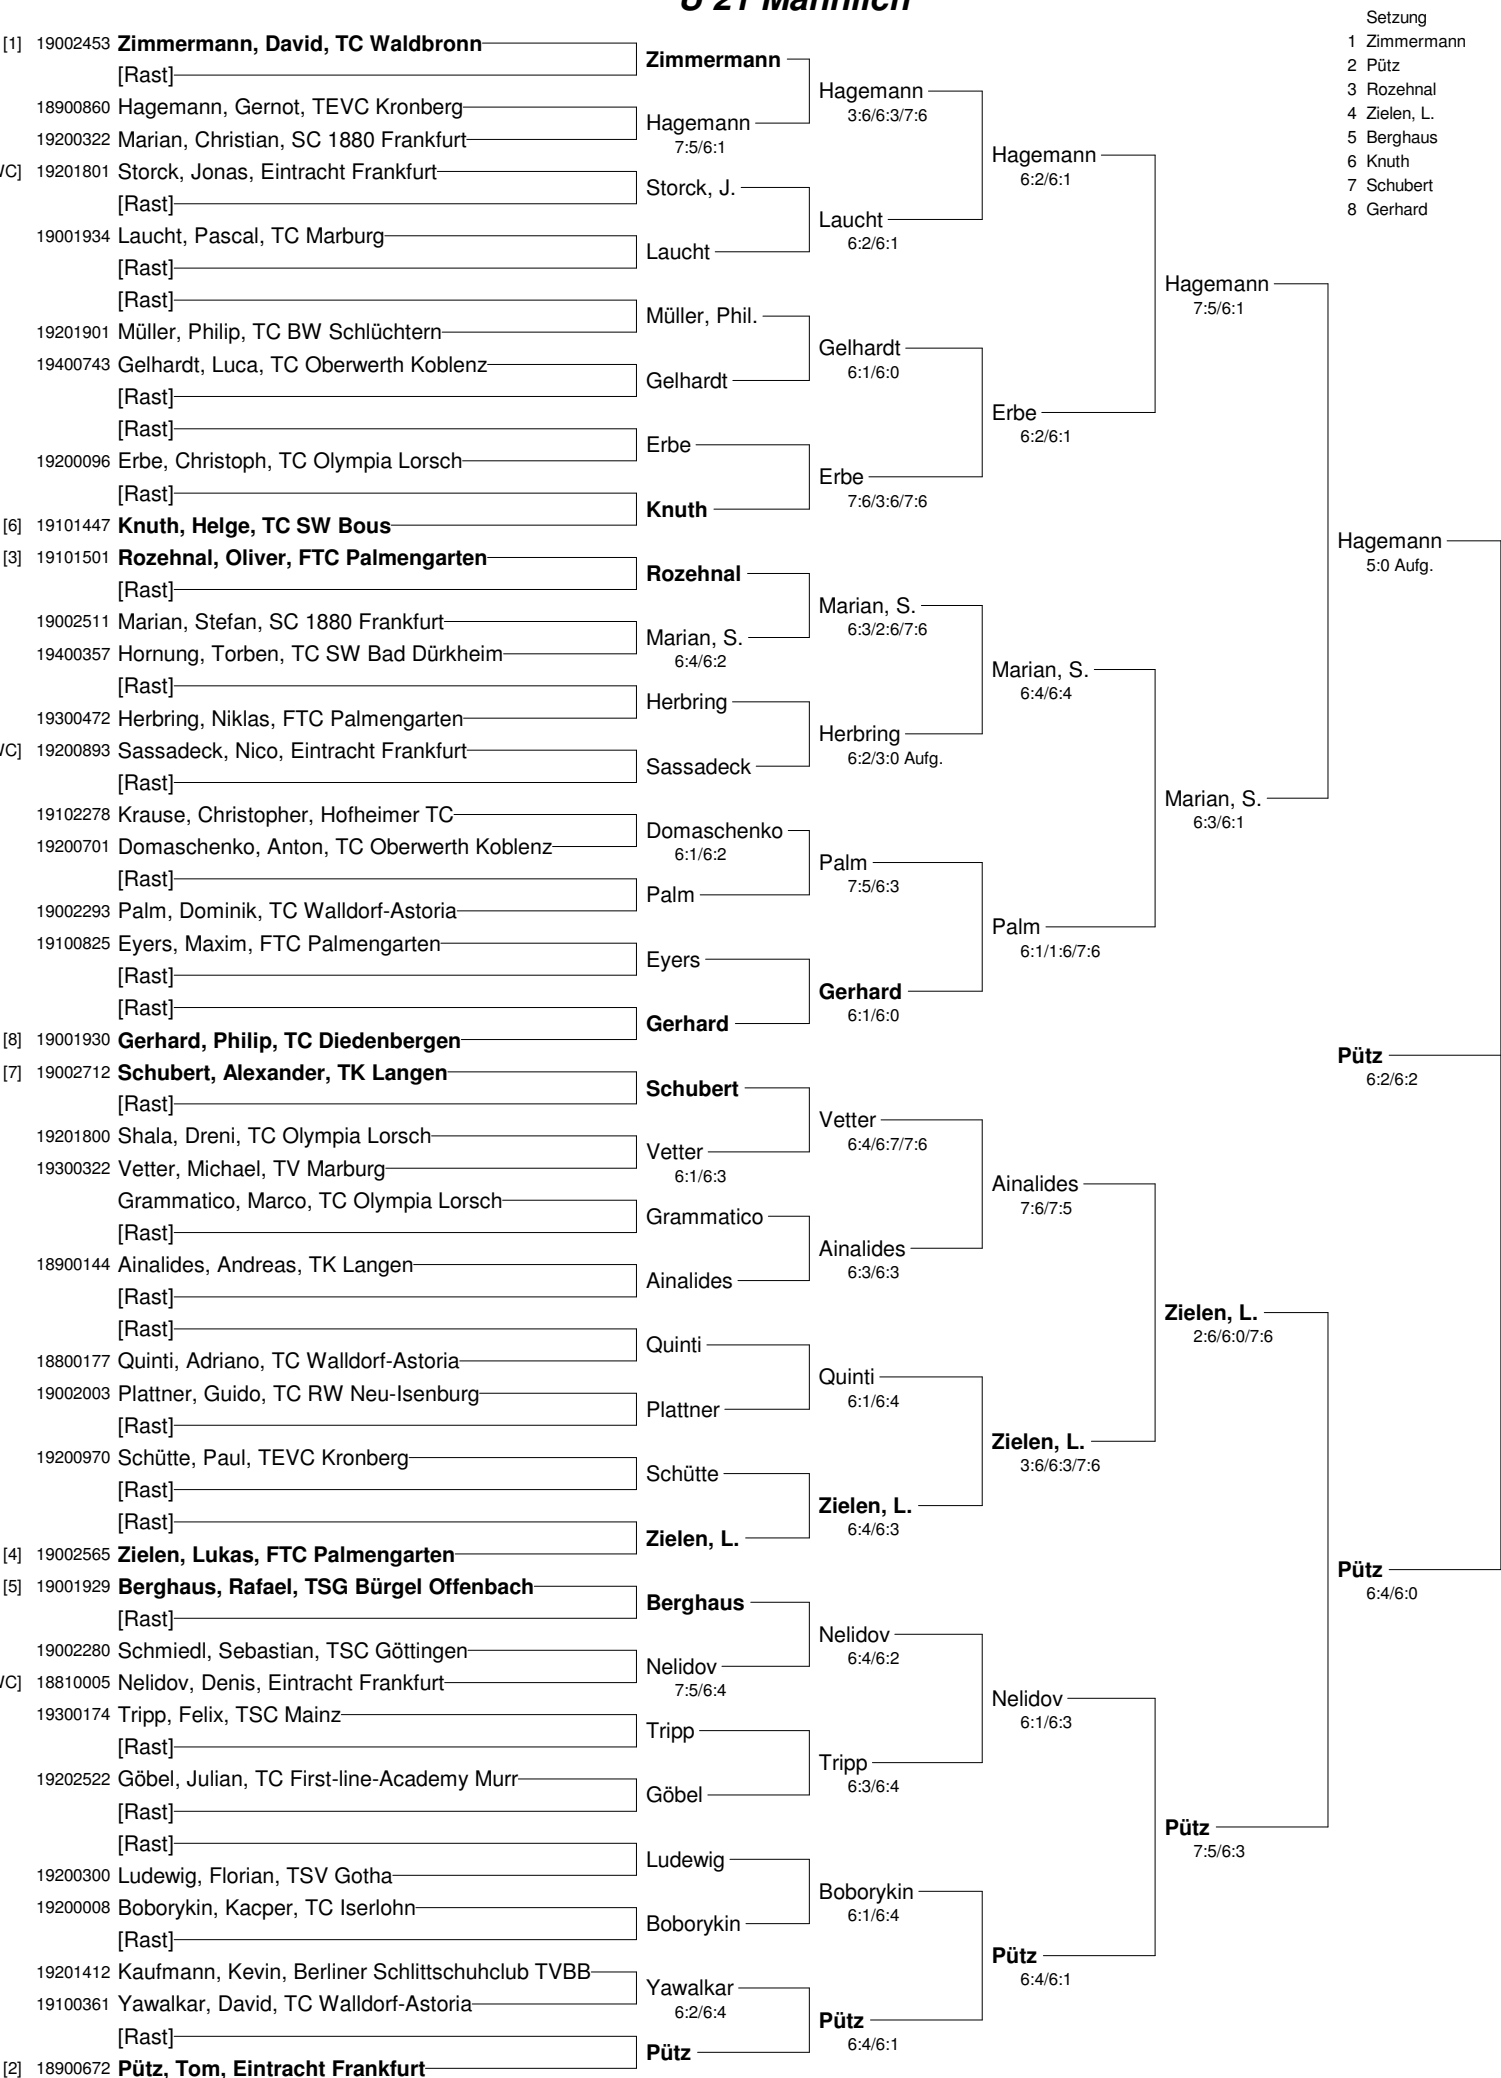 U 21 Männlich
Setzung
1 Zimmermann
2 Pütz
3 Rozehnal
4 Zielen, L.
5 Berghaus
6 Knuth
7 Schubert
8 Gerhard
[1] 19002453 Zimmermann, David, TC Waldbronn
[Rast]
18900860 Hagemann, Gernot, TEVC Kronberg
19200322 Marian, Christian, SC 1880 Frankfurt
WC] 19201801 Storck, Jonas, Eintracht Frankfurt
[Rast]
19001934 Laucht, Pascal, TC Marburg
[Rast]
[Rast]
19201901 Müller, Philip, TC BW Schlüchtern
19400743 Gelhardt, Luca, TC Oberwerth Koblenz
[Rast]
[Rast]
19200096 Erbe, Christoph, TC Olympia Lorsch
[Rast]
[6] 19101447 Knuth, Helge, TC SW Bous
[3] 19101501 Rozehnal, Oliver, FTC Palmengarten
[Rast]
19002511 Marian, Stefan, SC 1880 Frankfurt
19400357 Hornung, Torben, TC SW Bad Dürkheim
[Rast]
19300472 Herbring, Niklas, FTC Palmengarten
WC] 19200893 Sassadeck, Nico, Eintracht Frankfurt
[Rast]
19102278 Krause, Christopher, Hofheimer TC
19200701 Domaschenko, Anton, TC Oberwerth Koblenz
[Rast]
19002293 Palm, Dominik, TC Walldorf-Astoria
19100825 Eyers, Maxim, FTC Palmengarten
[Rast]
[Rast]
[8] 19001930 Gerhard, Philip, TC Diedenbergen
[7] 19002712 Schubert, Alexander, TK Langen
[Rast]
19201800 Shala, Dreni, TC Olympia Lorsch
19300322 Vetter, Michael, TV Marburg
Grammatico, Marco, TC Olympia Lorsch
[Rast]
18900144 Ainalides, Andreas, TK Langen
[Rast]
[Rast]
18800177 Quinti, Adriano, TC Walldorf-Astoria
19002003 Plattner, Guido, TC RW Neu-Isenburg
[Rast]
19200970 Schütte, Paul, TEVC Kronberg
[Rast]
[Rast]
[4] 19002565 Zielen, Lukas, FTC Palmengarten
[5] 19001929 Berghaus, Rafael, TSG Bürgel Offenbach
[Rast]
19002280 Schmiedl, Sebastian, TSC Göttingen
WC] 18810005 Nelidov, Denis, Eintracht Frankfurt
19300174 Tripp, Felix, TSC Mainz
[Rast]
19202522 Göbel, Julian, TC First-line-Academy Murr
[Rast]
[Rast]
19200300 Ludewig, Florian, TSV Gotha
19200008 Boborykin, Kacper, TC Iserlohn
[Rast]
19201412 Kaufmann, Kevin, Berliner Schlittschuhclub TVBB
19100361 Yawalkar, David, TC Walldorf-Astoria
[Rast]
[2] 18900672 Pütz, Tom, Eintracht Frankfurt
Zimmermann
Hagemann
7:5/6:1
Storck, J.
Laucht
Müller, Phil.
Gelhardt
Erbe
Knuth
Rozehnal
Marian, S.
6:4/6:2
Herbring
Sassadeck
Domaschenko
6:1/6:2
Palm
Eyers
Gerhard
Schubert
Vetter
6:1/6:3
Grammatico
Ainalides
Quinti
Plattner
Schütte
Zielen, L.
Berghaus
Nelidov
7:5/6:4
Tripp
Göbel
Ludewig
Boborykin
Yawalkar
6:2/6:4
Pütz
Hagemann
3:6/6:3/7:6
Laucht
6:2/6:1
Gelhardt
6:1/6:0
Erbe
7:6/3:6/7:6
Marian, S.
6:3/2:6/7:6
Herbring
6:2/3:0 Aufg.
Palm
7:5/6:3
Gerhard
6:1/6:0
Vetter
6:4/6:7/7:6
Ainalides
6:3/6:3
Quinti
6:1/6:4
Zielen, L.
6:4/6:3
Nelidov
6:4/6:2
Tripp
6:3/6:4
Boborykin
6:1/6:4
Pütz
6:4/6:1
Hagemann
6:2/6:1
Erbe
6:2/6:1
Marian, S.
6:4/6:4
Palm
6:1/1:6/7:6
Ainalides
7:6/7:5
Zielen, L.
3:6/6:3/7:6
Nelidov
6:1/6:3
Pütz
6:4/6:1
Hagemann
7:5/6:1
Marian, S.
6:3/6:1
Zielen, L.
2:6/6:0/7:6
Pütz
7:5/6:3
Hagemann
5:0 Aufg.
Pütz
6:4/6:0
Pütz
6:2/6:2